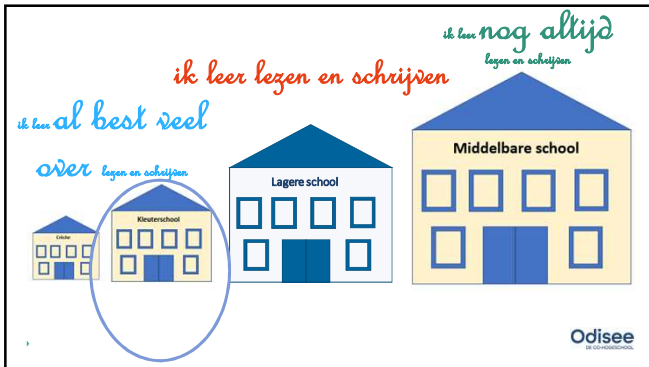 ik leer nog altijd
lezen en schrijven
ik leer lezen en schrijven
ik leer al best veel
over lezen en schrijven
Crèche
Kleuterschool
Lagere school
Middelbare school
Odisee
DE CO-HOGESCHOOL